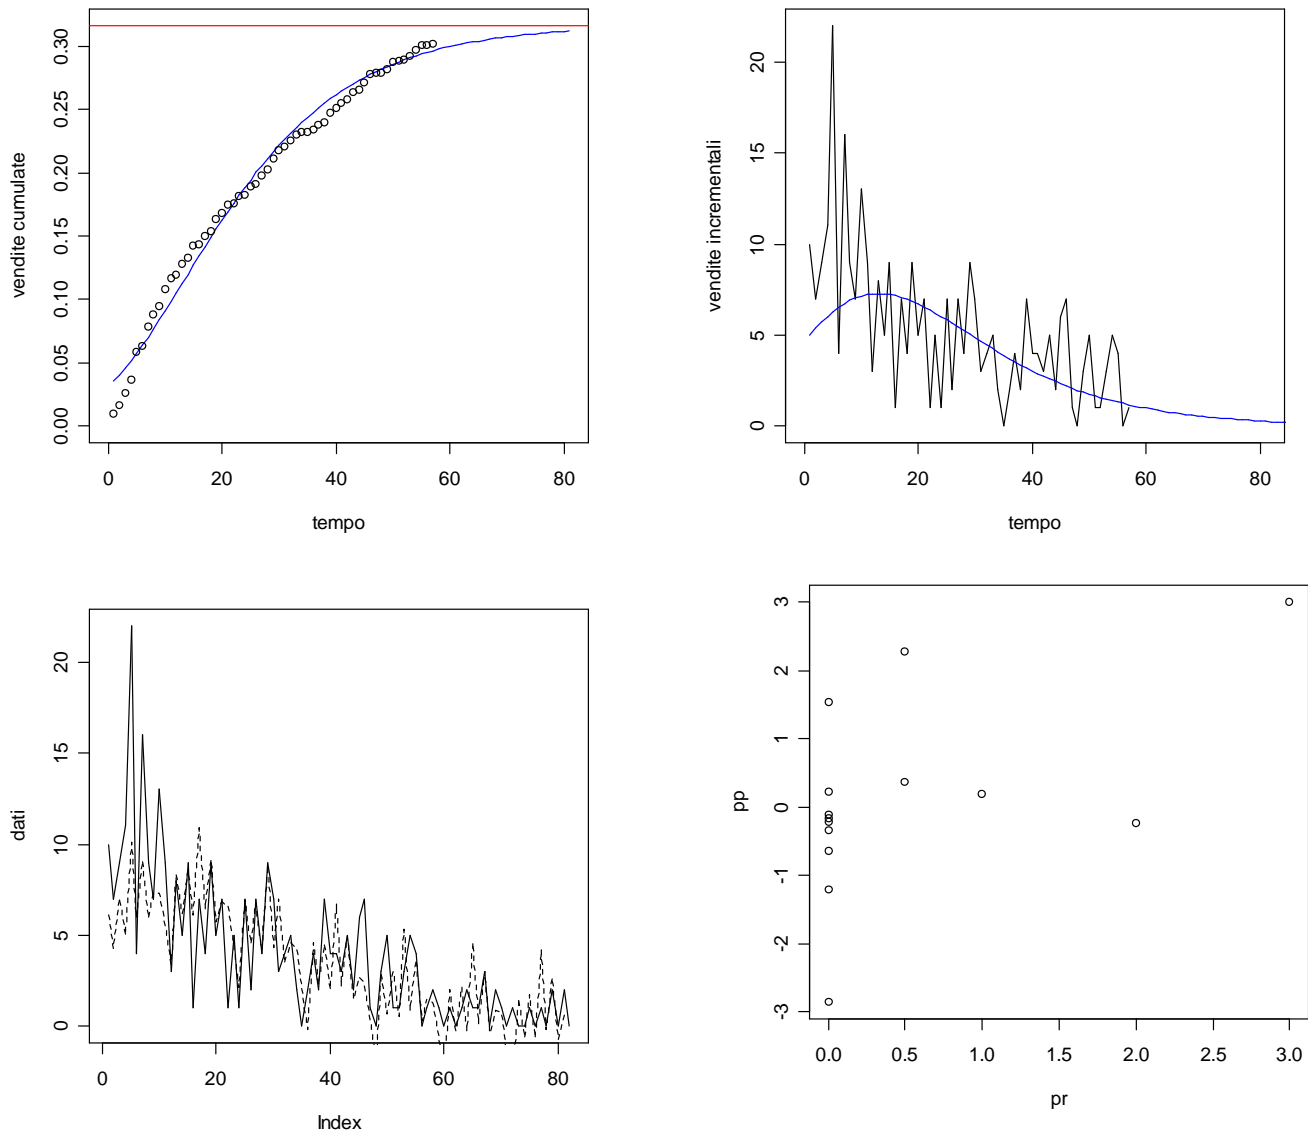 vendite cumulate
0.00 0.05 0.10 0.15 0.20 0.25 0.30
0 20 40 60 80
tempo
vendite incrementali
0 5 10 15 20
0 20 40 60 80
tempo
dati
0 5 10 15 20
0 20 40 60 80
Index
pp
-3 -2 -1 0 1 2 3
0.0 0.5 1.0 1.5 2.0 2.5 3.0
pr